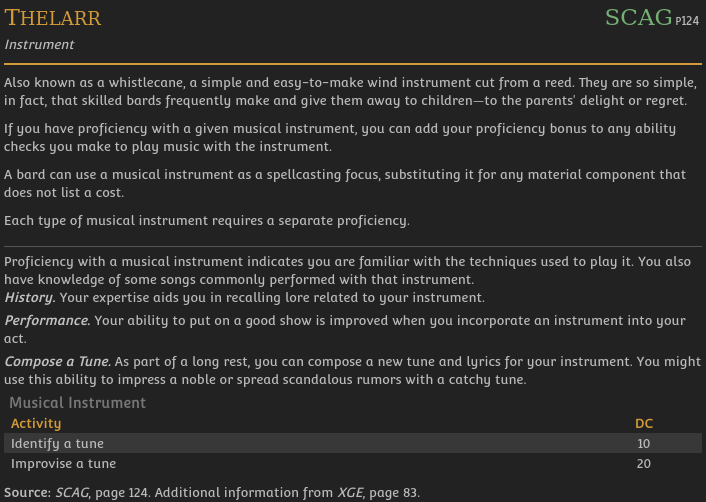 THELARR SCAG P124
Instrument
Also known as a whistlecane, a simple and easy-to-make wind instrument cut from a reed. They are so simple,
in fact, that skilled bards frequently make and give them away to children—to the parents' delight or regret.
If you have proficiency with a given musical instrument, you can add your proficiency bonus to any ability
checks you make to play music with the instrument.
A bard can use a musical instrument as a spellcasting focus, substituting it for any material component that
does not list a cost.
Each type of musical instrument requires a separate proficiency.
Proficiency with a musical instrument indicates you are familiar with the techniques used to play it. You also
have knowledge of some songs commonly performed with that instrument.
History. Your expertise aids you in recalling lore related to your instrument.
Performance. Your ability to put on a good show is improved when you incorporate an instrument into your
act.
Compose a Tune. As part of a long rest, you can compose a new tune and lyrics for your instrument. You might
use this ability to impress a noble or spread scandalous rumors with a catchy tune.
Musical Instrument
Activity DC
Identify a tune 10
Improvise a tune 20
Source: SCAG, page 124. Additional information from XGE, page 83.